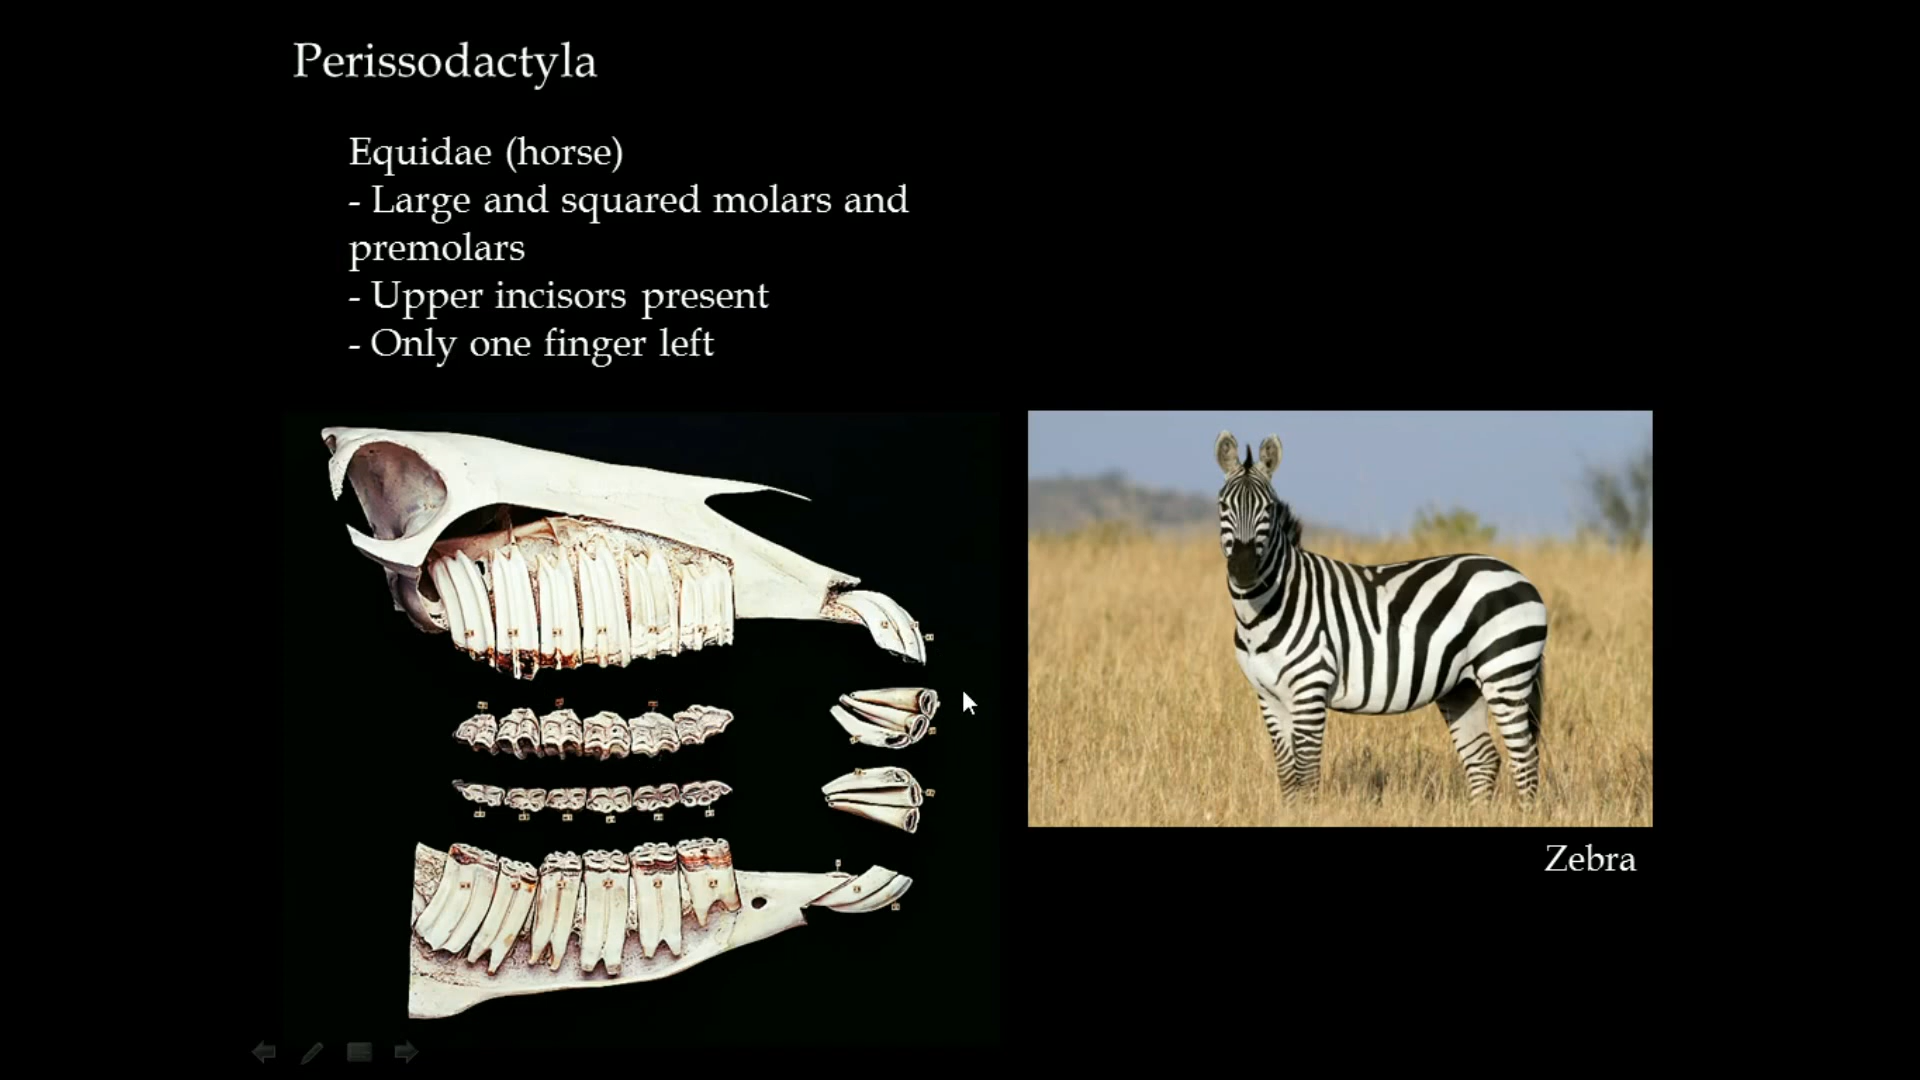 Perissodactyla
Equidae (horse)
- Large and squared molars and
premolars
- Upper incisors present
- Only one finger left
Zebra